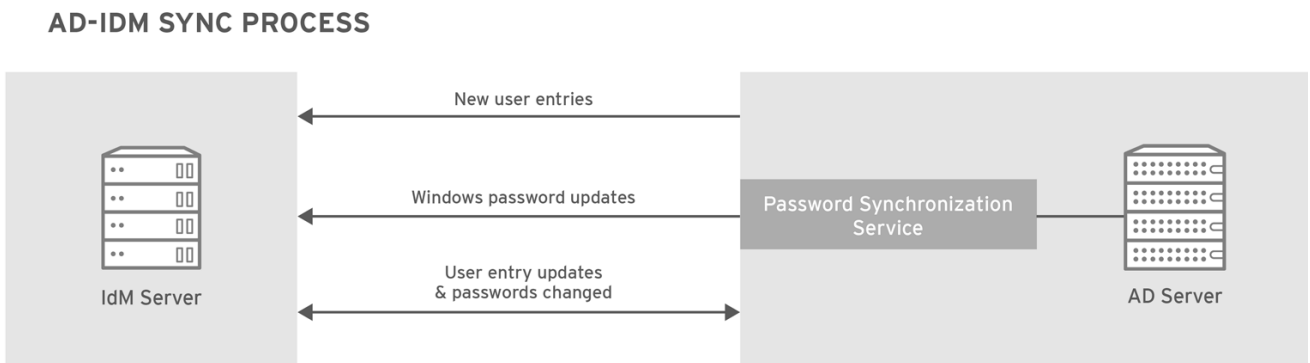 AD-IDM SYNC PROCESS
New user entries
Windows password updates
Password Synchronization
Service
User entry updates
& passwords changed
IdM Server
AD Server